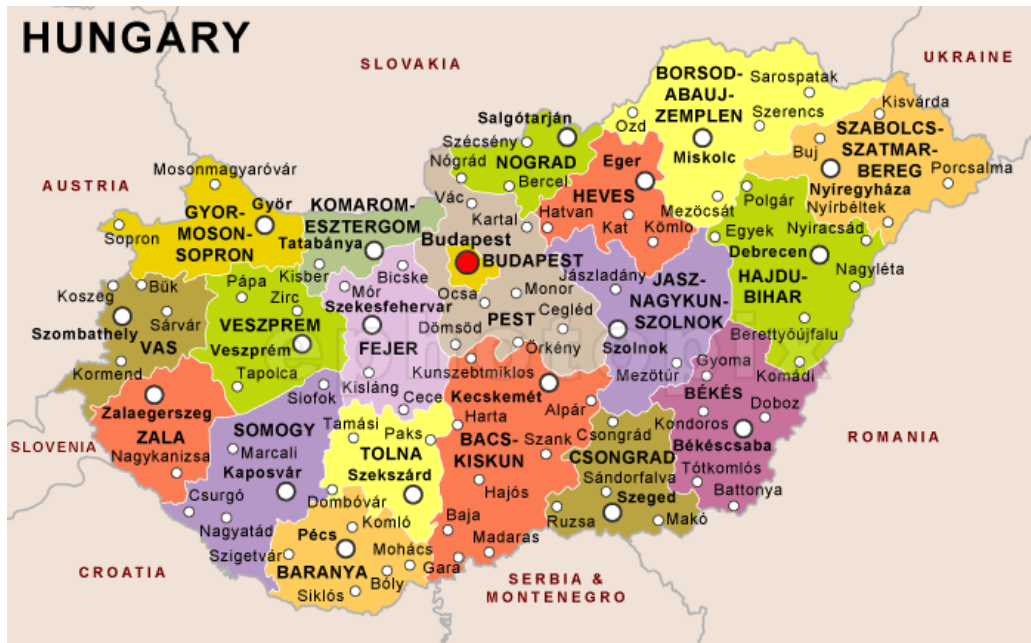 HUNGARY
SLOVAKIA
UKRAINE
AUSTRIA
SLOVENIA
CROATIA
SERBIA &
MONTENEGRO
ROMANIA
BORSOD-
ABAUJ-
ZEMPLEN
Sarospatak
Szerencs
Ozd
Miskolc
Mezöcsát
Kisvárda
SZABOLCS-
SZATMAR-
BEREG
Buj
Porcsalma
Nyíregyháza
Nyírbéltek
Salgótarján
Szécsény
Nógrád
NOGRAD
Bercel
Eger
HEVES
Hatvan
Kat
Kömlo
Polgár
Egyek
Nyiracsád
Debrecen
HAJDU-
BIHAR
Nagyléta
Berettyóújfalu
Komádi
Mosonmagyaróvár
Györ
GYOR-
MOSON-
SOPRON
Sopron
KOMAROM-
ESZTERGOM
Tatabánya
Kisber
Vác
Kartal
Budapest
BUDAPEST
Ocsa
Monor
Cegléd
PEST
Dömsöd
Örkény
Jászladány
JASZ-
NAGYKUN-
SZOLNOK
Szolnok
Mezötúr
Koszeg
Bük
Szombathely
Sárvár
VAS
Kormend
Pápa
Zirc
VESZPREM
Veszprém
Tapolca
Bicske
Mór
Szekesfehervar
FEJER
Kisláng
Cece
Zalaegerszeg
ZALA
Nagykanizsa
Siofok
SOMOGY
Marcali
Kaposvár
Csurgó
Nagyatád
Szigetvár
Tamási
Paks
TOLNA
Szekszárd
Dombóvár
Komló
Pécs
Mohács
BARANYA
Bőly
Siklós
Kunszebtmiklos
Kecskemét
Harta
Alpár
BACS-
KISKUN
Szank
Hajós
Baja
Madaras
Gara
Csongrád
CSONGRAD
Sándorfalva
Szeged
Ruzsa
Makó
Gyoma
BÉKÉS
Doboz
Kondoros
Békéscsaba
Tótkomlós
Battonya